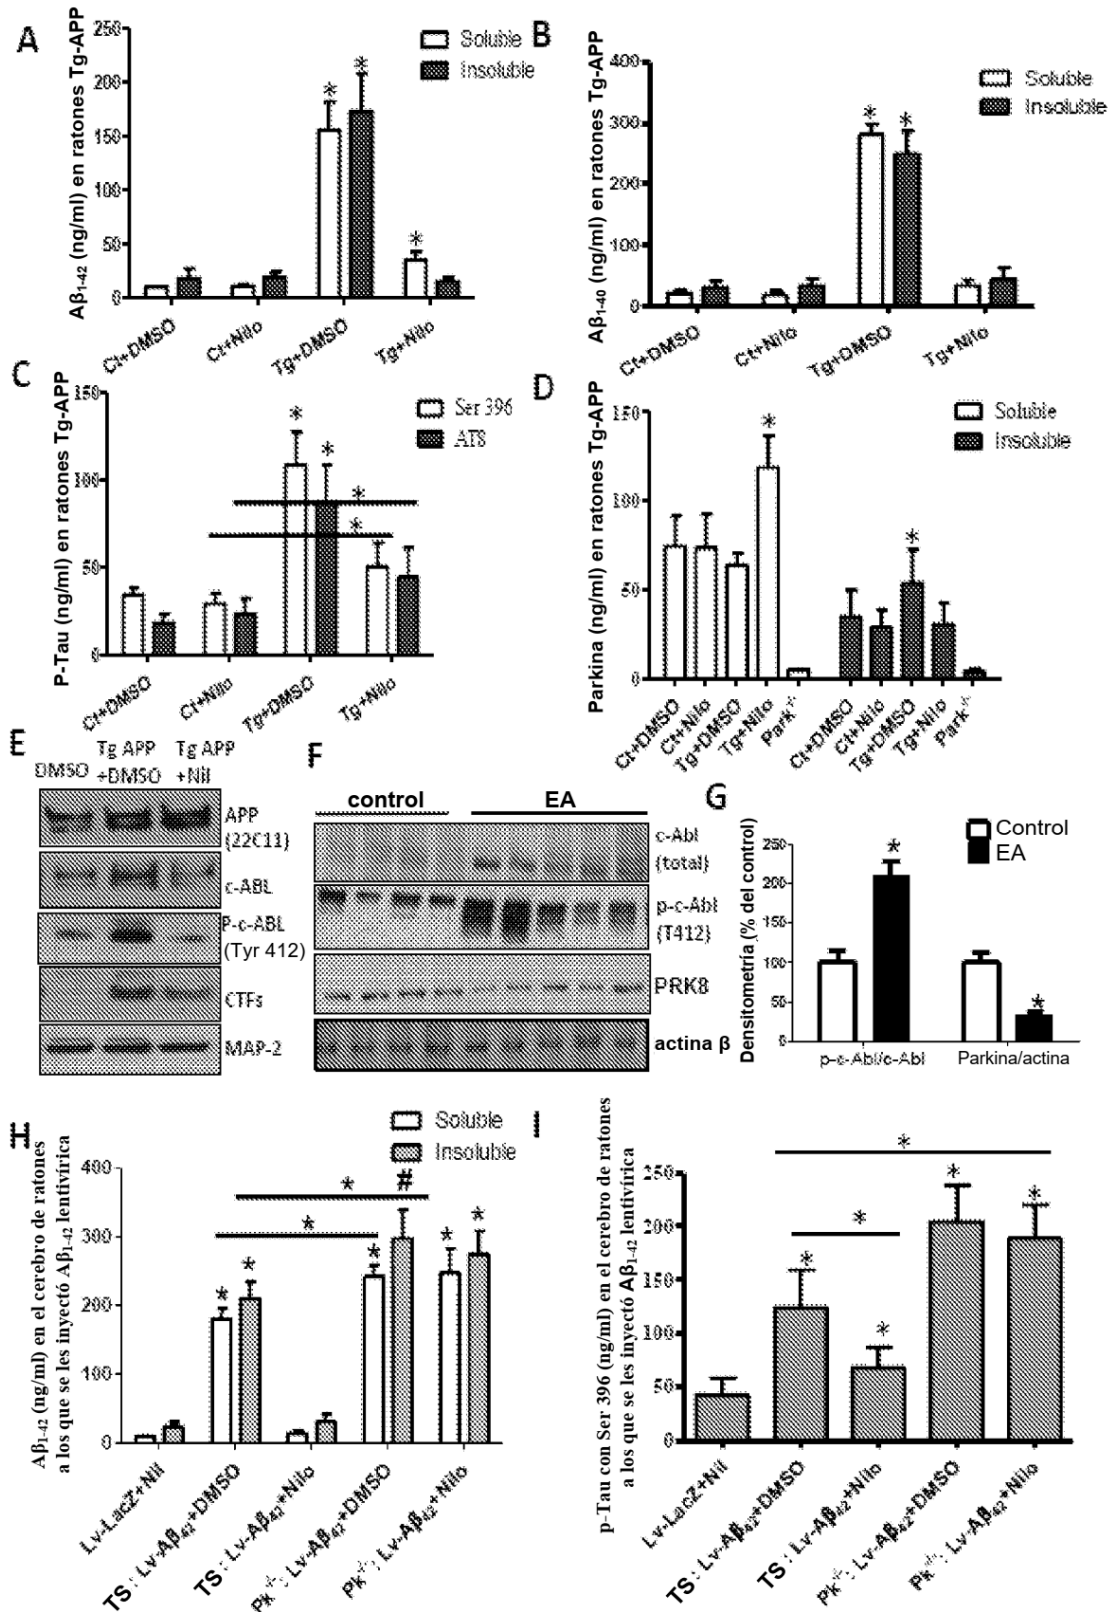 A
Aβ1-42 (ng/ml) en ratones Tg-APP
250
200
150
100
50
0
Soluble
Insoluble
Ct+DMSO
Ct+Nilo
Tg+DMSO
Tg+Nilo
B
Aβ1-40 (ng/ml) en ratones Tg-APP
400
300
200
100
0
Soluble
Insoluble
Ct+DMSO
Ct+Nilo
Tg+DMSO
Tg+Nilo
C
P-Tau (ng/ml) en ratones Tg-APP
150
100
50
0
Ser 396
AT8
Ct+DMSO
Ct+Nilo
Tg+DMSO
Tg+Nilo
D
Parkina (ng/ml) en ratones Tg-APP
150
100
50
0
Soluble
Insoluble
Ct+DMSO
Ct+Nilo
Tg+DMSO
Tg+Nilo
Park-/-
Ct+DMSO
Ct+Nilo
Tg+DMSO
Tg+Nilo
Park-/-
E
DMSO
Tg APP
+DMSO
Tg APP
+Nil
APP
(22C11)
c-ABL
P-c-ABL
(Tyr 412)
CTFs
MAP-2
F
control
EA
c-Abl
(total)
p-c-Abl
(T412)
PRK8
actina β
G
Densitometría (% del control)
250
200
150
100
50
0
Control
EA
p-c-Abl/c-Abl
Parkina/actina
H
Aβ1-42 (ng/ml) en el cerebro de ratones
a los que se les inyectó Aβ1-42 lentivírica
400
300
200
100
0
Soluble
Insoluble
#
Lv-LacZ+Nil
TS : Lv-Aβ42+DMSO
TS : Lv-Aβ42+Nilo
Pk-/-: Lv-Aβ42+DMSO
Pk-/-: Lv-Aβ42+Nilo
I
p-Tau con Ser 396 (ng/ml) en el cerebro de ratones
a los que se les inyectó Aβ1-42 lentivírica
250
200
150
100
50
0
Lv-LacZ+Nil
TS : Lv-Aβ42+DMSO
TS : Lv-Aβ42+Nilo
Pk-/-: Lv-Aβ42+DMSO
Pk-/-: Lv-Aβ42+Nilo